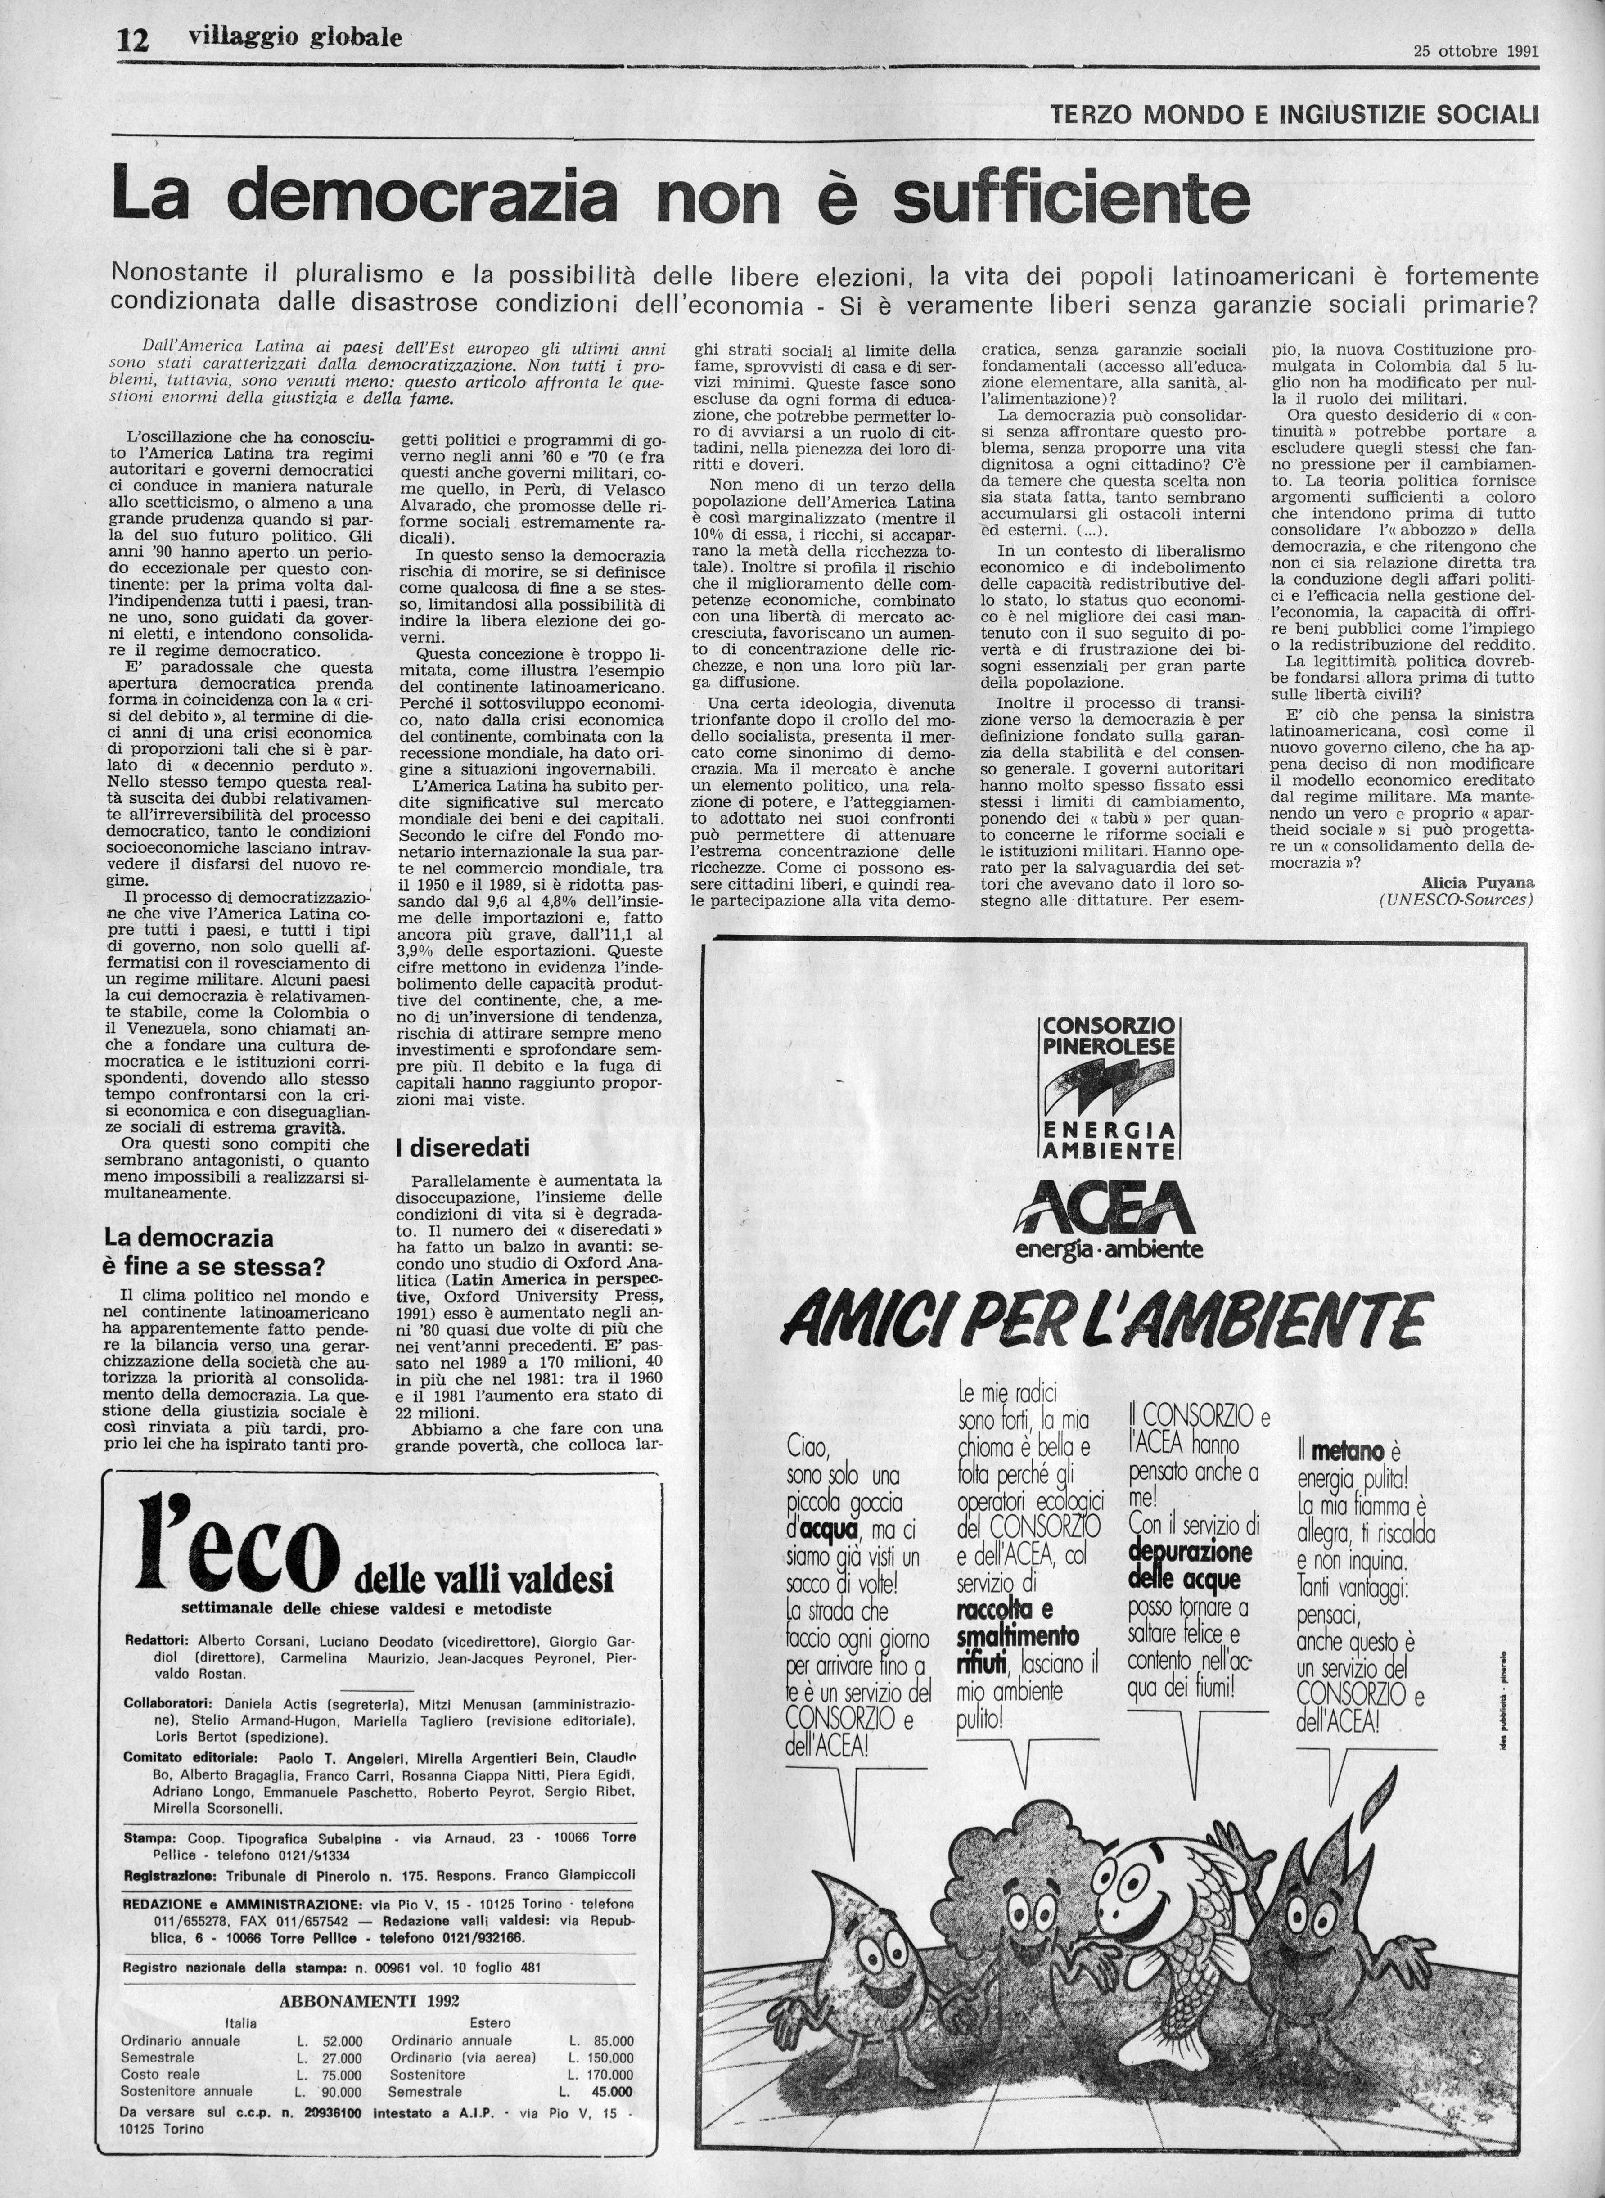 12 villaggio globale
25 ottobre 1991
TERZO MONDO E INGIUSTIZIE SOCIALI
La democrazia non è sufficiente
Nonostante il pluralismo e la possibilità delle libere elezioni, la vita dei popoli latinoamericani è fortemente
condizionata dalle disastrose condizioni dell'economia - Si è veramente liberi senza garanzie sociali primarie?
Dall'America Latina ai paesi dell'Est europeo gli ultimi anni
sono stati caratterizzati dalla democratizzazione. Non tutti i pro-
blemi, tuttavia, sono venuti meno: questo articolo affronta le que-
stioni enormi della giustizia e della fame.
L'oscillazione che ha conosciu-
to l'America Latina tra regimi
autoritari e governi democratici
ci conduce in maniera naturale
allo scetticismo, o almeno a una
grande prudenza quando si par-
la del suo futuro politico. Gli
anni '90 hanno aperto un perio-
do eccezionale per questo con-
tinente: per la prima volta dal-
l'indipendenza tutti i paesi, tran-
ne uno, sono guidati da gover-
ni eletti, e intendono consolida-
re il regime democratico.
E' paradossale che questa
apertura democratica prenda
forma in coincidenza con la « cri-
si del debito », al termine di die-
ci anni di una crisi economica
di proporzioni tali che si è par-
lato di « decennio perduto ».
Nello stesso tempo questa real-
tà suscita dei dubbi relativamen-
te all'irreversibilità del processo
democratico, tanto le condizioni
socioeconomiche lasciano intrav-
vedere il disfarsi del nuovo re-
gime.
Il processo di democratizzazio-
ne che vive l'America Latina co-
pre tutti i paesi, e tutti i tipi
di governo, non solo quelli af-
fermatisi con il rovesciamento di
un regime militare. Alcuni paesi
la cui democrazia è relativamen-
te stabile, come la Colombia o
il Venezuela, sono chiamati an-
che a fondare una cultura de-
mocratica e le istituzioni corri-
spondenti, dovendo allo stesso
tempo confrontarsi con la cri-
si economica e con diseguaglian-
ze sociali di estrema gravità.
Ora questi sono compiti che
sembrano antagonisti, o quanto
meno impossibili a realizzarsi si-
multaneamente.
La democrazia
è fine a se stessa?
Il clima politico nel mondo e
nel continente latinoamericano
ha apparentemente fatto pende-
re la bilancia verso una gerar-
chizzazione della società che au-
torizza la priorità al consolida-
mento della democrazia. La que-
stione della giustizia sociale è
così rinviata a più tardi, pro-
prio lei che ha ispirato tanti pro-
getti politici e programmi di go-
verno negli anni '60 e '70 (e fra
questi anche governi militari, co-
me quello, in Perù, di Velasco
Alvarado, che promosse delle ri-
forme sociali estremamente ra-
dicali).
In questo senso la democrazia
rischia di morire, se si definisce
come qualcosa di fine a se stes-
so, limitandosi alla possibilità di
indire la libera elezione dei go-
verni.
Questa concezione è troppo li-
mitata, come illustra l'esempio
del continente latinoamericano.
Perché il sottosviluppo economi-
co, nato dalla crisi economica
del continente, combinata con la
recessione mondiale, ha dato ori-
gine a situazioni ingovernabili.
L'America Latina ha subito per-
dite significative sul mercato
mondiale dei beni e dei capitali.
Secondo le cifre del Fondo mo-
netario internazionale la sua par-
te nel commercio mondiale, tra
il 1950 e il 1989, si è ridotta pas-
sando dal 9,6 al 4,8% dell'insie-
me delle importazioni e, fatto
ancora più grave, dall'11,1 al
3,9% delle esportazioni. Queste
cifre mettono in evidenza l'inde-
bolimento delle capacità produt-
tive del continente, che, a me-
no di un'inversione di tendenza,
rischia di attirare sempre meno
investimenti e sprofondare sem-
pre più. Il debito e la fuga di
capitali hanno raggiunto propor-
zioni mai viste.
I diseredati
Parallelamente è aumentata la
disoccupazione, l'insieme delle
condizioni di vita si è degrada-
to. Il numero dei « diseredati »
ha fatto un balzo in avanti: se-
condo uno studio di Oxford Ana-
litica (Latin America in perspec-
tive, Oxford University Press,
1991) esso è aumentato negli an-
ni '80 quasi due volte di più che
nei vent'anni precedenti. E' pas-
sato nel 1989 a 170 milioni, 40
in più che nel 1981: tra il 1960
e il 1981 l'aumento era stato di
22 milioni.
Abbiamo a che fare con una
grande povertà, che colloca lar-
ghi strati sociali al limite della
fame, sprovvisti di casa e di ser-
vizi minimi. Queste fasce sono
escluse da ogni forma di educa-
zione, che potrebbe permetter lo-
ro di avviarsi a un ruolo di cit-
tadini, nella pienezza dei loro di-
ritti e doveri.
Non meno di un terzo della
popolazione dell'America Latina
è così marginalizzato (mentre il
10% di essa, i ricchi, si accapar-
rano la metà della ricchezza to-
tale). Inoltre si profila il rischio
che il miglioramento delle com-
petenze economiche, combinato
con una libertà di mercato ac-
cresciuta, favoriscano un aumen-
to di concentrazione delle ric-
chezze, e non una loro più lar-
ga diffusione.
Una certa ideologia, divenuta
trionfante dopo il crollo del mo-
dello socialista, presenta il mer-
cato come sinonimo di demo-
crazia. Ma il mercato è anche
un elemento politico, una rela-
zione di potere, e l'atteggiamen-
to adottato nei suoi confronti
può permettere di attenuare
l'estrema concentrazione delle
ricchezze. Come ci possono es-
sere cittadini liberi, e quindi rea-
le partecipazione alla vita demo-
cratica, senza garanzie sociali
fondamentali (accesso all'educa-
zione elementare, alla sanità, al-
l'alimentazione)?
La democrazia può consolidar-
si senza affrontare questo pro-
blema, senza proporre una vita
dignitosa a ogni cittadino? C'è
da temere che questa scelta non
sia stata fatta, tanto sembrano
accumularsi gli ostacoli interni
ed esterni. (...).
In un contesto di liberalismo
economico e di indebolimento
delle capacità redistributive del-
lo stato, lo status quo economi-
co è nel migliore dei casi man-
tenuto con il suo seguito di po-
vertà e di frustrazione dei bi-
sogni essenziali per gran parte
della popolazione.
Inoltre il processo di transi-
zione verso la democrazia è per
definizione fondato sulla garan-
zia della stabilità e del consen-
so generale. I governi autoritari
hanno molto spesso fissato essi
stessi i limiti di cambiamento,
ponendo dei « tabù » per quan-
to concerne le riforme sociali e
le istituzioni militari. Hanno ope-
rato per la salvaguardia dei set-
tori che avevano dato il loro so-
stegno alle dittature. Per esem-
pio, la nuova Costituzione pro-
mulgata in Colombia dal 5 lu-
glio non ha modificato per nul-
la il ruolo dei militari.
Ora questo desiderio di « con-
tinuità » potrebbe portare a
escludere quegli stessi che fan-
no pressione per il cambiamen-
to. La teoria politica fornisce
argomenti sufficienti a coloro
che intendono prima di tutto
consolidare l'« abbozzo » della
democrazia, e che ritengono che
non ci sia relazione diretta tra
la conduzione degli affari politi-
ci e l'efficacia nella gestione del-
l'economia, la capacità di offri-
re beni pubblici come l'impiego
o la redistribuzione del reddito.
La legittimità politica dovreb-
be fondarsi allora prima di tutto
sulle libertà civili?
E' ciò che pensa la sinistra
latinoamericana, così come il
nuovo governo cileno, che ha ap-
pena deciso di non modificare
il modello economico ereditato
dal regime militare. Ma mante-
nendo un vero e proprio « apar-
theid sociale » si può progetta-
re un « consolidamento della de-
mocrazia »?
Alicia Puyana
(UNESCO-Sources)
l'eco delle valli valdesi
settimanale delle chiese valdesi e metodiste
Redattori: Alberto Corsani, Luciano Deodato (vicedirettore), Giorgio Gar-
diol (direttore), Carmelina Maurizio, Jean-Jacques Peyronel, Pier-
valdo Rostan.
Collaboratori: Daniela Actis (segreteria), Mitzi Menusan (amministrazio-
ne), Stelio Armand-Hugon, Mariella Tagliero (revisione editoriale),
Loris Bertot (spedizione).
Comitato editoriale: Paolo T. Angeleri, Mirella Argentieri Bein, Claudio
Bo, Alberto Bragaglia, Franco Carri, Rosanna Ciappa Nitti, Piera Egidi,
Adriano Longo, Emmanuele Paschetto, Roberto Peyrot, Sergio Ribet,
Mirella Scorsonelli.
Stampa: Coop. Tipografica Subalpina - via Arnaud, 23 - 10066 Torre
Pellice - telefono 0121/91334
Registrazione: Tribunale di Pinerolo n. 175. Respons. Franco Giampiccoli
REDAZIONE e AMMINISTRAZIONE: via Pio V, 15 - 10125 Torino - telefono
011/655278, FAX 011/657542 — Redazione valli valdesi: via Repub-
blica, 6 - 10066 Torre Pellice - telefono 0121/932166.
Registro nazionale della stampa: n. 00961 vol. 10 foglio 481
ABBONAMENTI 1992
Italia Estero
Ordinario annuale L. 52.000 Ordinario annuale L. 85.000
Semestrale L. 27.000 Ordinario (via aerea) L. 150.000
Costo reale L. 75.000 Sostenitore L. 170.000
Sostenitore annuale L. 90.000 Semestrale L. 45.000
Da versare sul c.c.p. n. 20936100 intestato a A.I.P. - via Pio V, 15 -
10125 Torino
CONSORZIO
PINEROLESE
ENERGIA
AMBIENTE
ACEA
energia·ambiente
AMICI PER L'AMBIENTE
Ciao,
sono solo una
piccola goccia
d'acqua, ma ci
siamo già visti un
sacco di volte!
La strada che
faccio ogni giorno
per arrivare fino a
te è un servizio del
CONSORZIO e
dell'ACEA!
Le mie radici
sono forti, la mia
chioma è bella e
folta perché gli
operatori ecologici
del CONSORZIO
e dell'ACEA, col
servizio di
raccolta e
smaltimento
rifiuti, lasciano il
mio ambiente
pulito!
Il CONSORZIO e
l'ACEA hanno
pensato anche a
me!
Con il servizio di
depurazione
delle acque
posso tornare a
saltare felice e
contento nell'ac-
qua dei fiumi!
Il metano è
energia pulita!
La mia fiamma è
allegra, ti riscalda
e non inquina.
Tanti vantaggi:
pensaci,
anche questo è
un servizio del
CONSORZIO e
dell'ACEA!
idea pubblicità - pinerolo